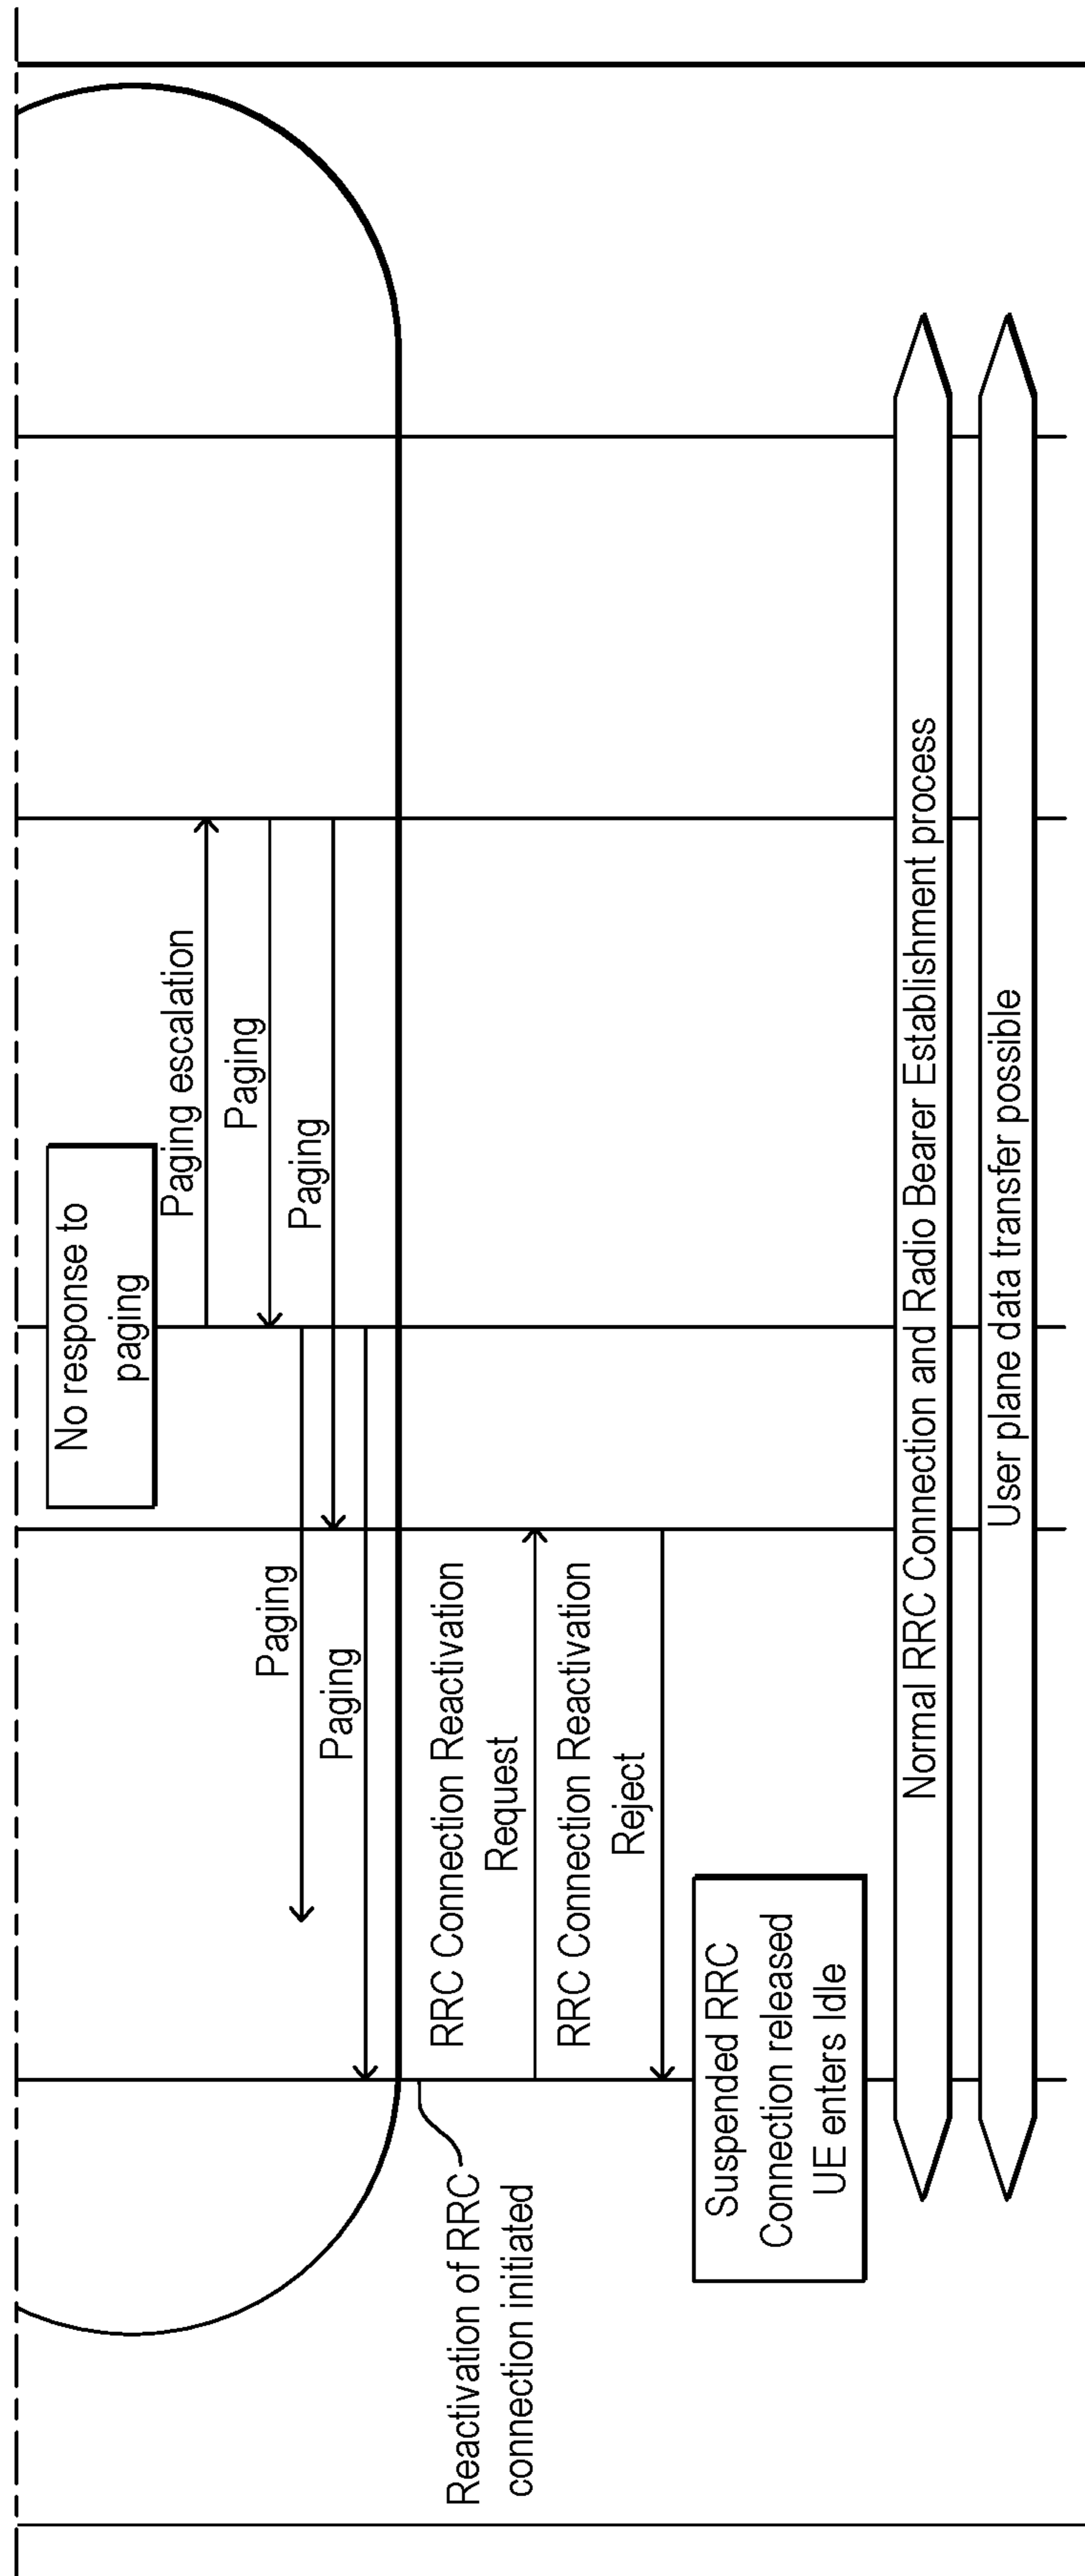 No response to
paging
Paging escalation
Paging
Paging
Paging
Paging
Reactivation of RRC
connection initiated
RRC Connection Reactivation
Request
RRC Connection Reactivation
Reject
Suspended RRC
Connection released
UE enters Idle
Normal RRC Connection and Radio Bearer Establishment process
User plane data transfer possible